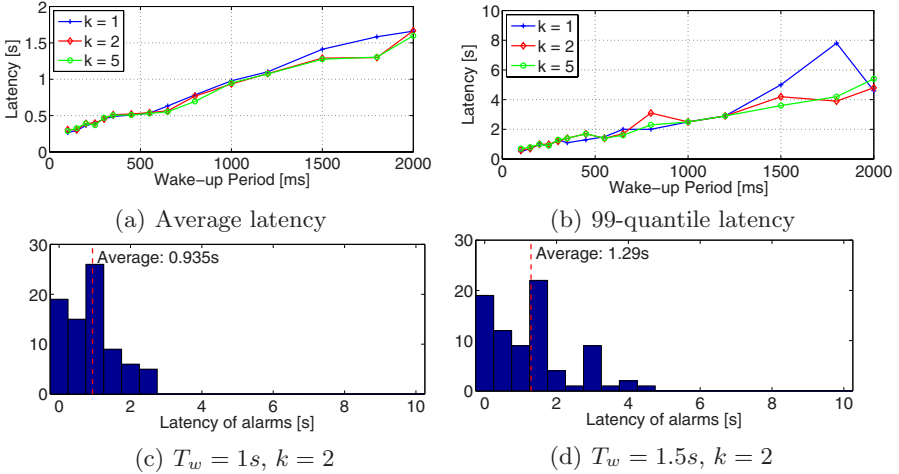 2
1.5
1
0.5
0
Latency [s]
k = 1
k = 2
k = 5
0 500 1000 1500 2000
Wake−up Period [ms]
(a) Average latency
10
8
6
4
2
0
Latency [s]
k = 1
k = 2
k = 5
0 500 1000 1500 2000
Wake−up Period [ms]
(b) 99-quantile latency
30
20
10
0
Average: 0.935s
0 2 4 6 8 10
Latency of alarms [s]
(c) T_w = 1s, k = 2
30
20
10
0
Average: 1.29s
0 2 4 6 8 10
Latency of alarms [s]
(d) T_w = 1.5s, k = 2